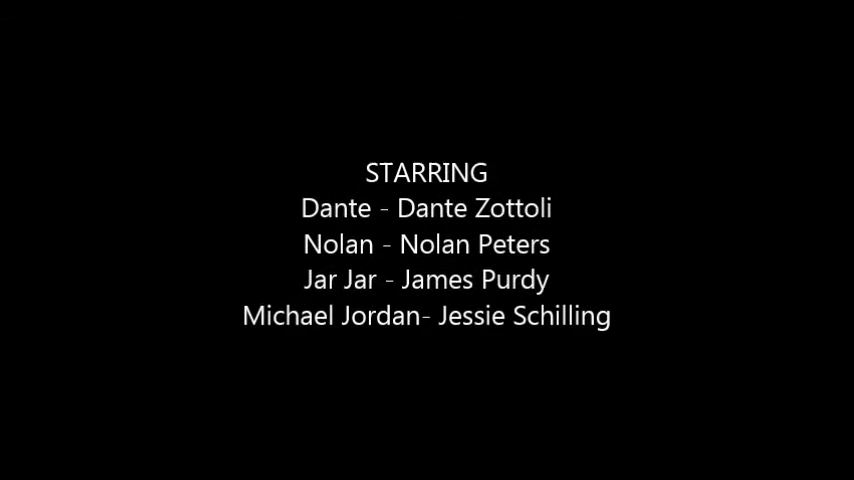 STARRING
Dante - Dante Zottoli
Nolan - Nolan Peters
Jar Jar - James Purdy
Michael Jordan- Jessie Schilling